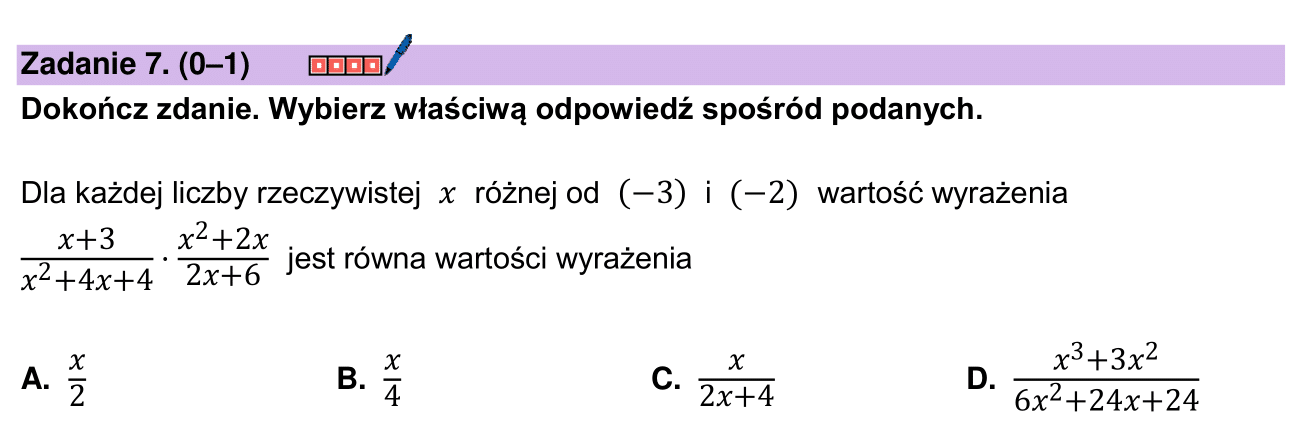 Zadanie 7. (0–1)
Dokończ zdanie. Wybierz właściwą odpowiedź spośród podanych.
Dla każdej liczby rzeczywistej x różnej od (−3) i (−2) wartość wyrażenia
\frac{x+3}{x^2+4x+4} · \frac{x^2+2x}{2x+6} jest równa wartości wyrażenia
A. \frac{x}{2} B. \frac{x}{4} C. \frac{x}{2x+4} D. \frac{x^3+3x^2}{6x^2+24x+24}